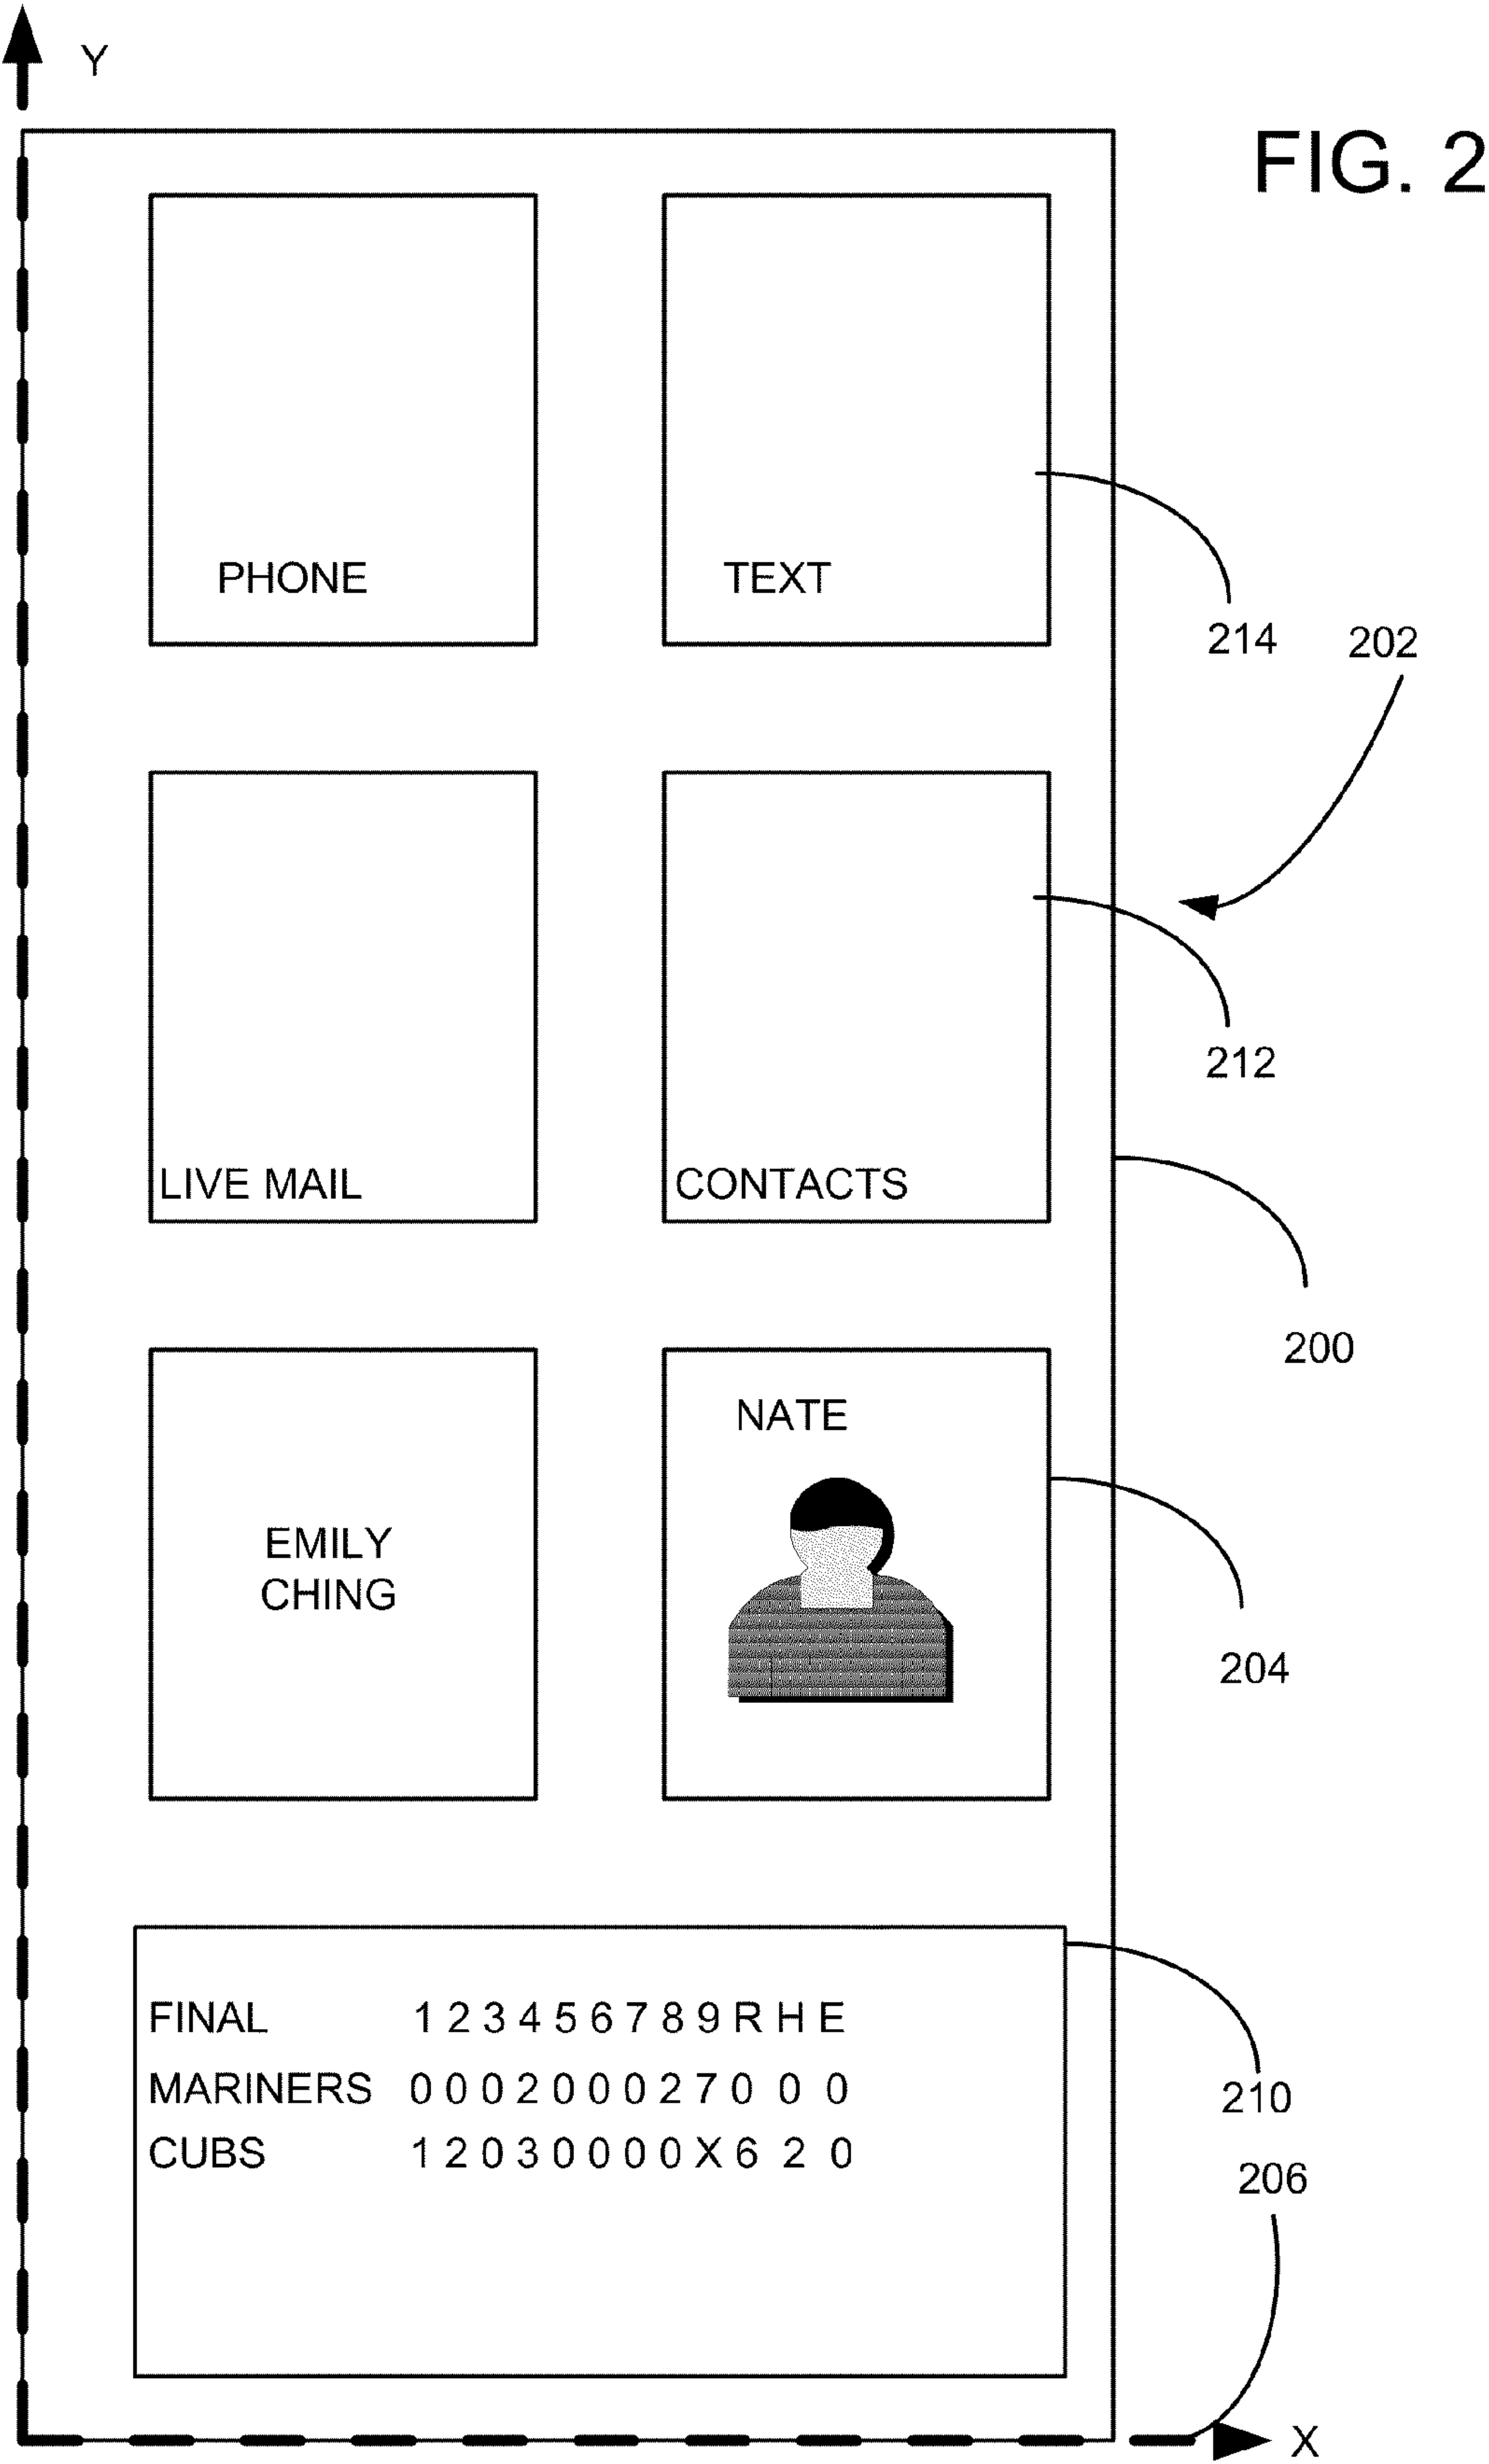 Y
FIG. 2
PHONE
TEXT
214
202
212
LIVE MAIL
CONTACTS
200
NATE
EMILY
CHING
204
FINAL 1 2 3 4 5 6 7 8 9 R H E
MARINERS 0 0 0 2 0 0 0 2 7 0 0 0
CUBS 1 2 0 3 0 0 0 0 X 6 2 0
210
206
X